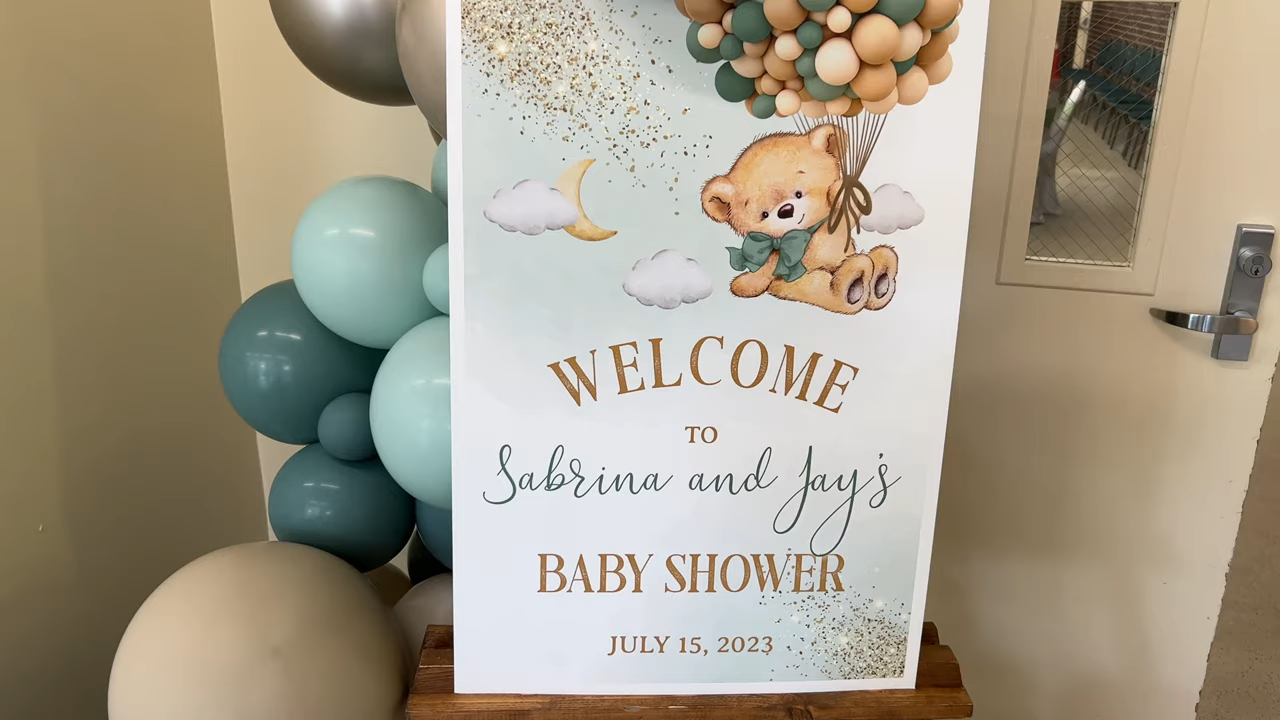 WELCOME
TO
Sabrina and Jay's
BABY SHOWER
JULY 15, 2023